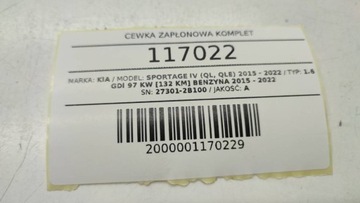 CEWKA ZAPŁONOWA KOMPLET
117022
MARKA: KIA / MODEL: SPORTAGE IV (QL, QLE) 2015 - 2022 / TYP: 1.6
GDI 97 KW [132 KM] BENZYNA 2015 - 2022
SN: 27301-2B100 / JAKOŚĆ: A
2000001170229